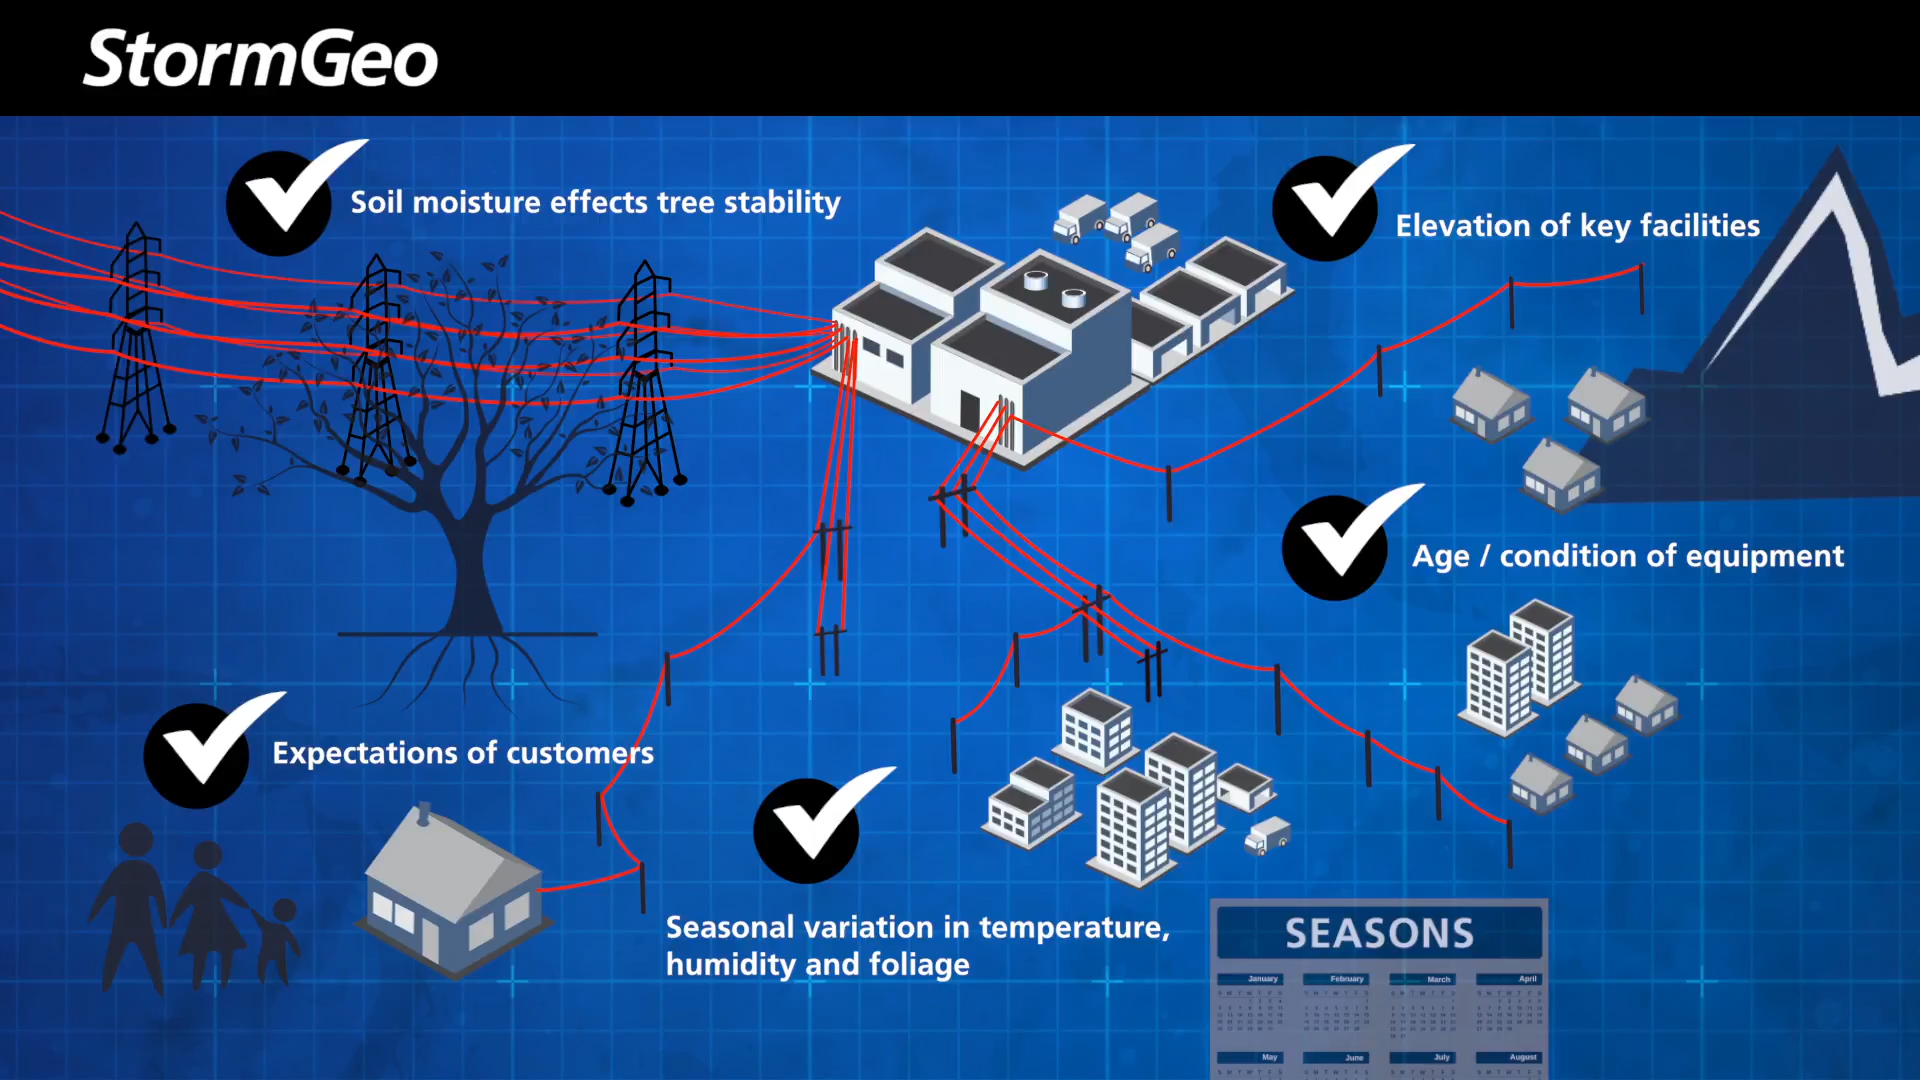 StormGeo
Soil moisture effects tree stability
Elevation of key facilities
Age / condition of equipment
Expectations of customers
Seasonal variation in temperature,
humidity and foliage
SEASONS
January February March April
May June July August